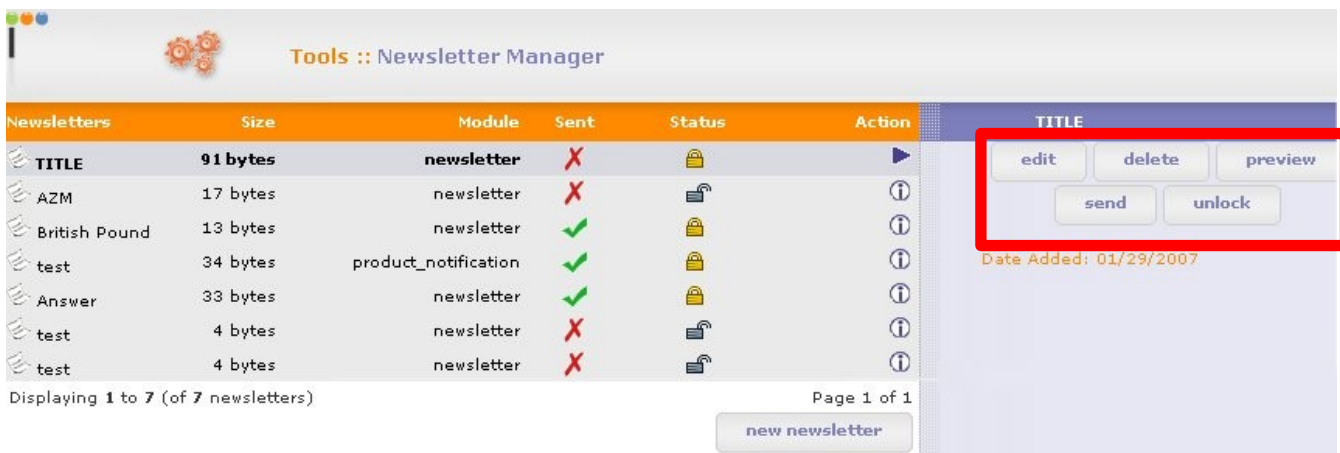 Tools :: Newsletter Manager
Newsletters Size Module Sent Status Action TITLE
TITLE 91 bytes newsletter
edit delete preview
AZM 17 bytes newsletter
send unlock
British Pound 13 bytes newsletter
test 34 bytes product_notification
Date Added: 01/29/2007
Answer 33 bytes newsletter
test 4 bytes newsletter
test 4 bytes newsletter
Displaying 1 to 7 (of 7 newsletters) Page 1 of 1
new newsletter